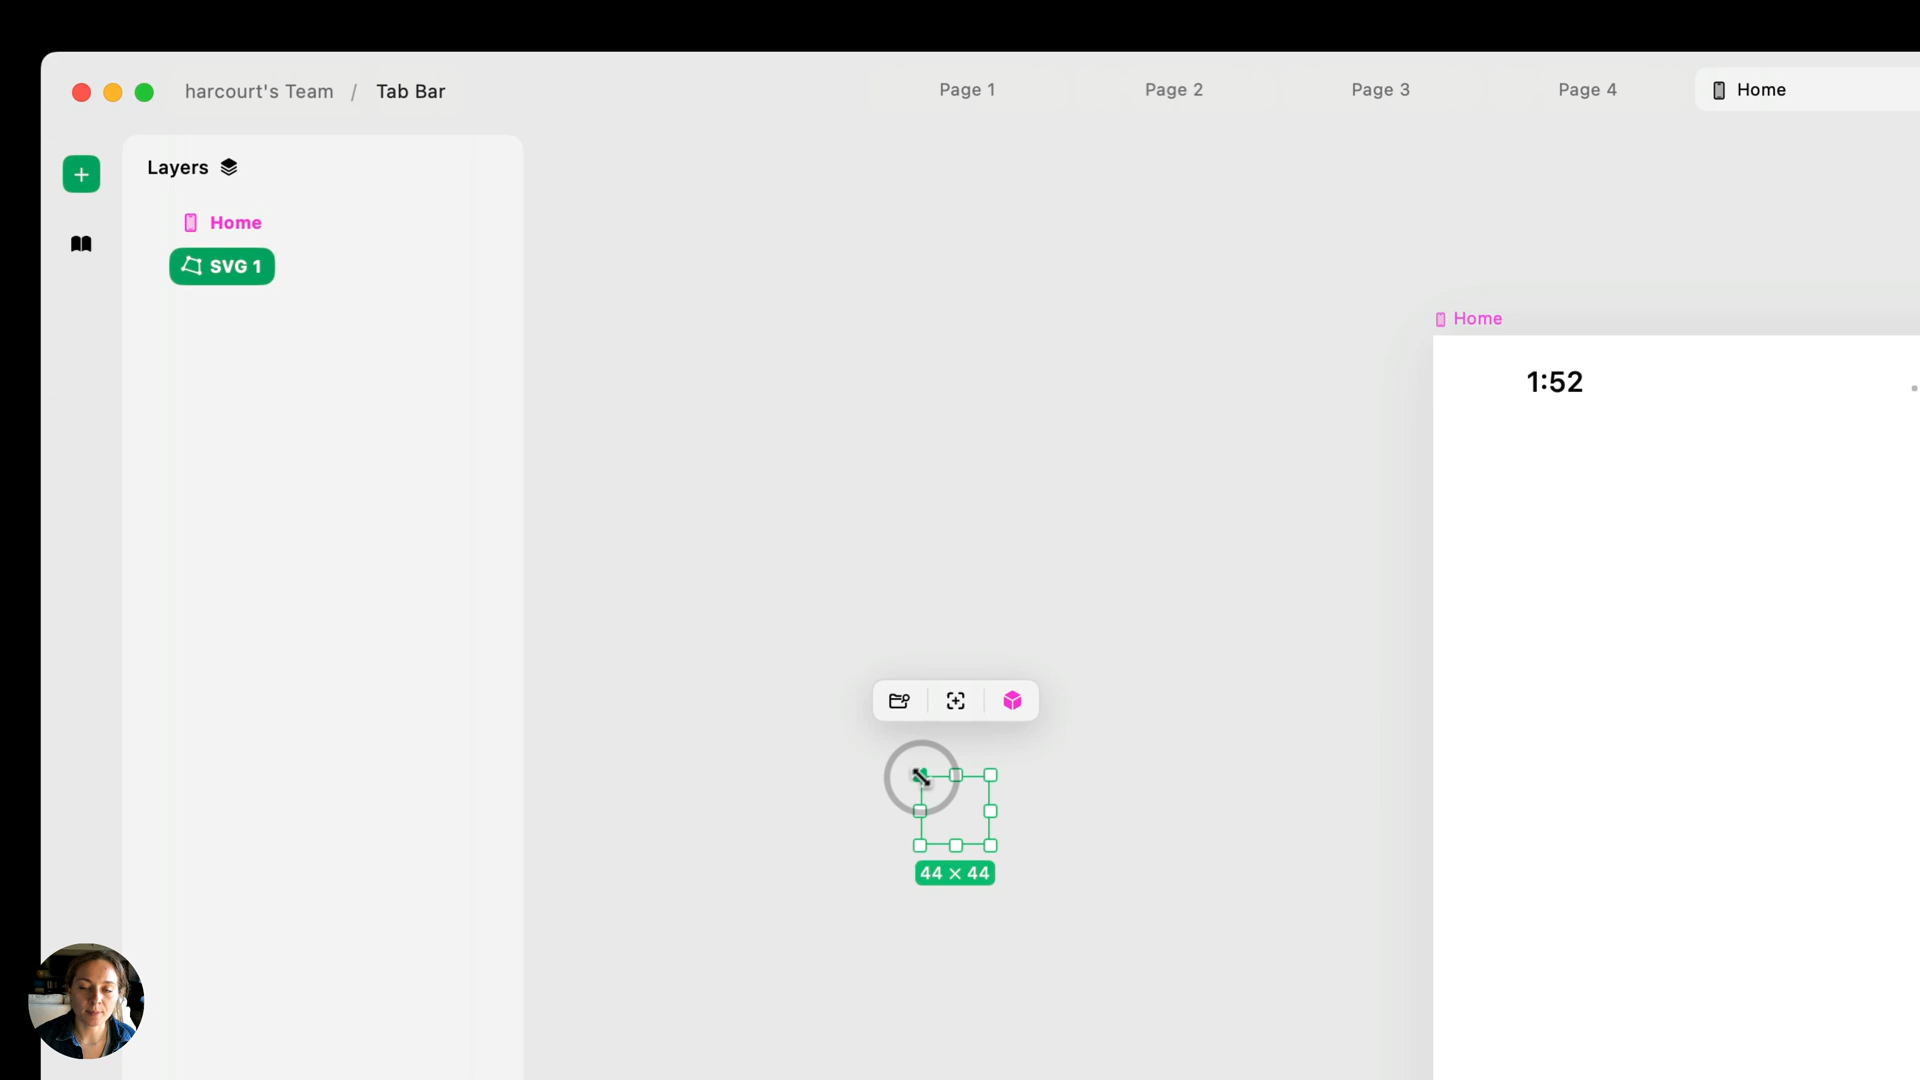 harcourt's Team / Tab Bar
Page 1
Page 2
Page 3
Page 4
Home
Layers
Home
SVG 1
Home
1:52
44 × 44